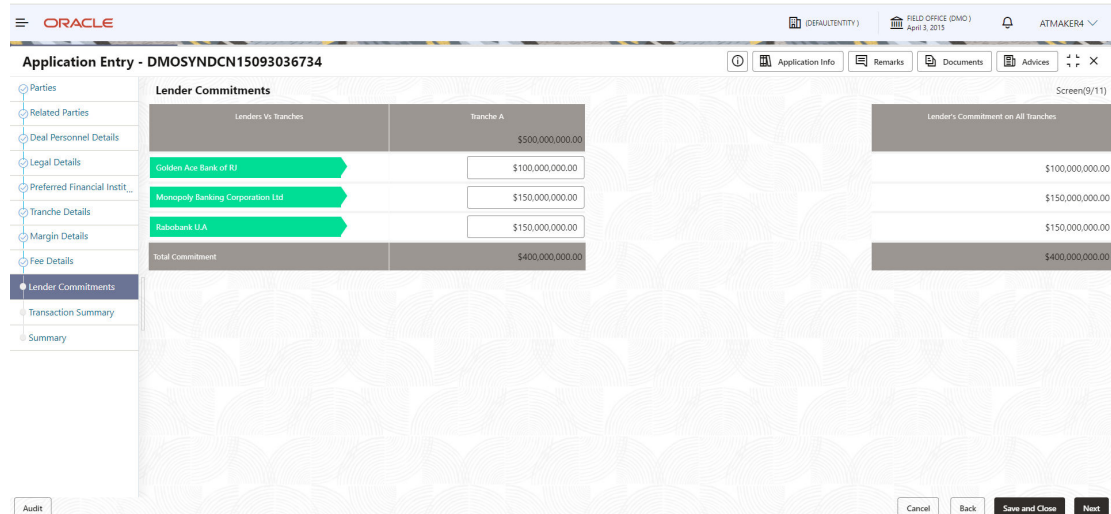 ORACLE
(DEFAULTENTITY)
FIELD OFFICE (DMO)
April 3, 2015
ATMAKER4
Application Entry - DMOSYNDCN15093036734
Application Info
Remarks
Documents
Advices
Parties
Related Parties
Deal Personnel Details
Legal Details
Preferred Financial Instit...
Tranche Details
Margin Details
Fee Details
Lender Commitments
Transaction Summary
Summary
Lender Commitments
Screen(9/11)
Lenders Vs Tranches
Tranche A
$500,000,000.00
Lender's Commitment on All Tranches
Golden Ace Bank of RJ
$100,000,000.00
$100,000,000.00
Monopoly Banking Corporation Ltd
$150,000,000.00
$150,000,000.00
Rabobank U.A
$150,000,000.00
$150,000,000.00
Total Commitment
$400,000,000.00
$400,000,000.00
Audit
Cancel
Back
Save and Close
Next